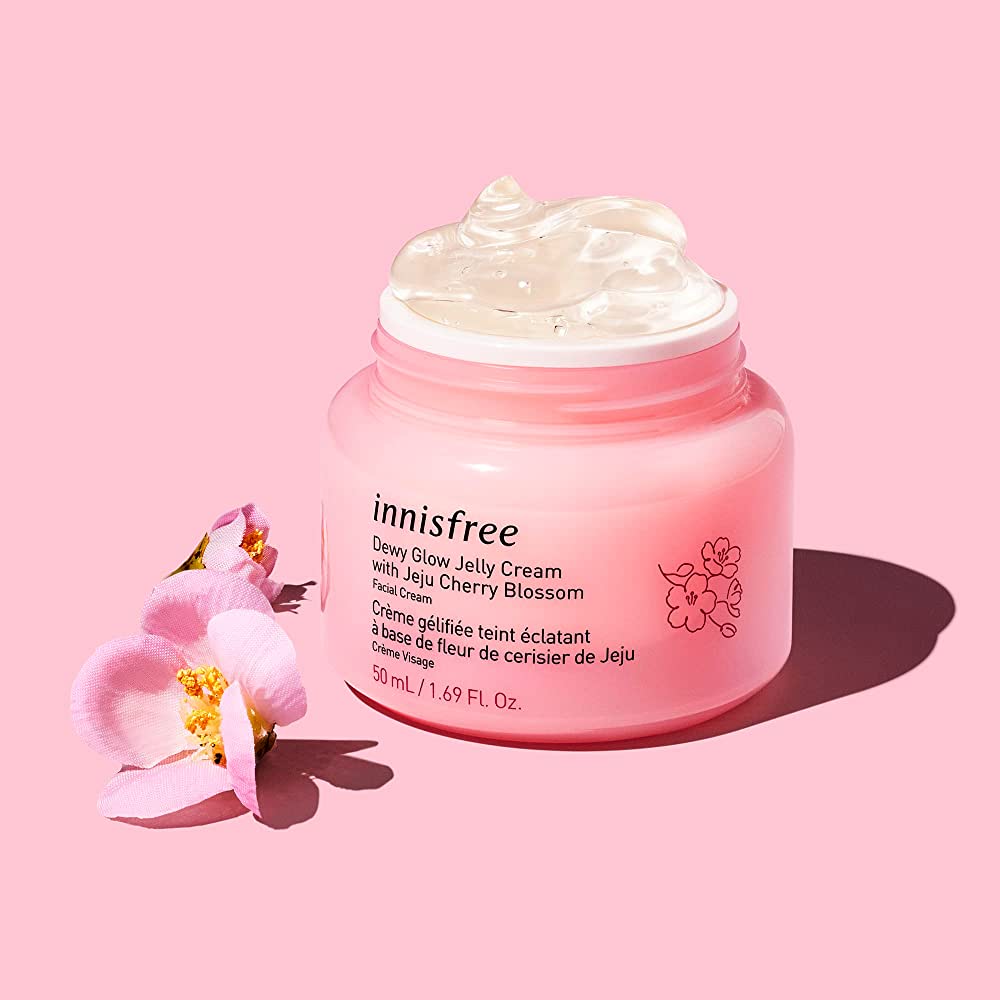 innisfree
Dewy Glow Jelly Cream
with Jeju Cherry Blossom
Facial Cream
Crème gélifiée teint éclatant
à base de fleur de cerisier de Jeju
Crème Visage
50 mL / 1.69 Fl. Oz.